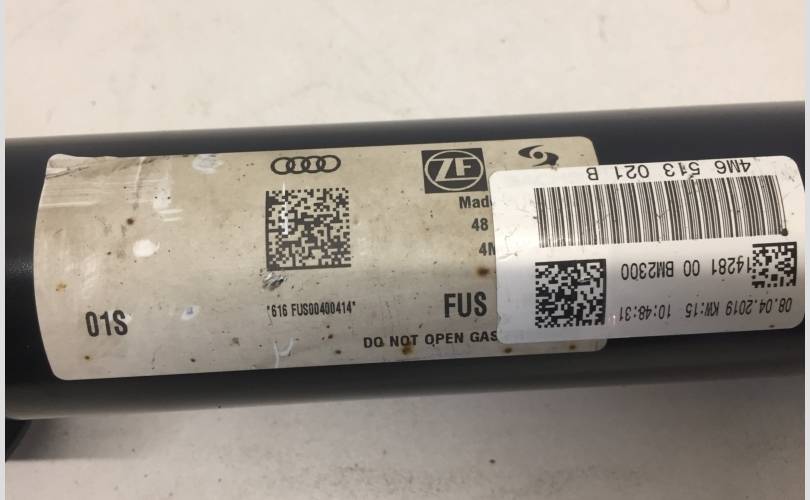 ZF
Mad
48
4M
01S
*616 FUS00400414*
FUS
DO NOT OPEN GAS
4M6 513 021 B
14281 00 BM2300
08.04.2019 KW:15 10:48:31